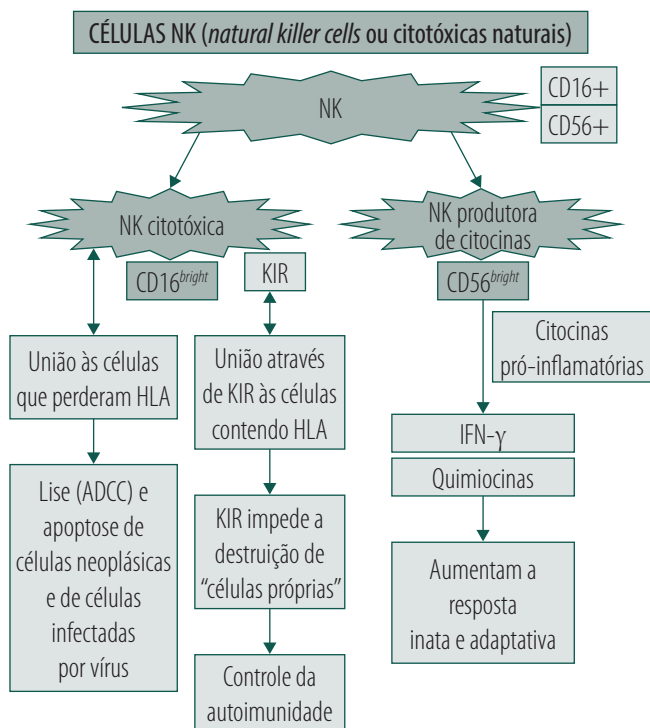 CÉLULAS NK (natural killer cells ou citotóxicas naturais)
NK
CD16+
CD56+
NK citotóxica
CD16bright
KIR
NK produtora
de citocinas
CD56bright
União às células
que perderam HLA
Lise (ADCC) e
apoptose de
células neoplásicas
e de células
infectadas
por vírus
União através
de KIR às células
contendo HLA
KIR impede a
destruição de
“células próprias”
Controle da
autoimunidade
Citocinas
pró-inflamatórias
IFN-γ
Quimiocinas
Aumentam a
resposta
inata e adaptativa